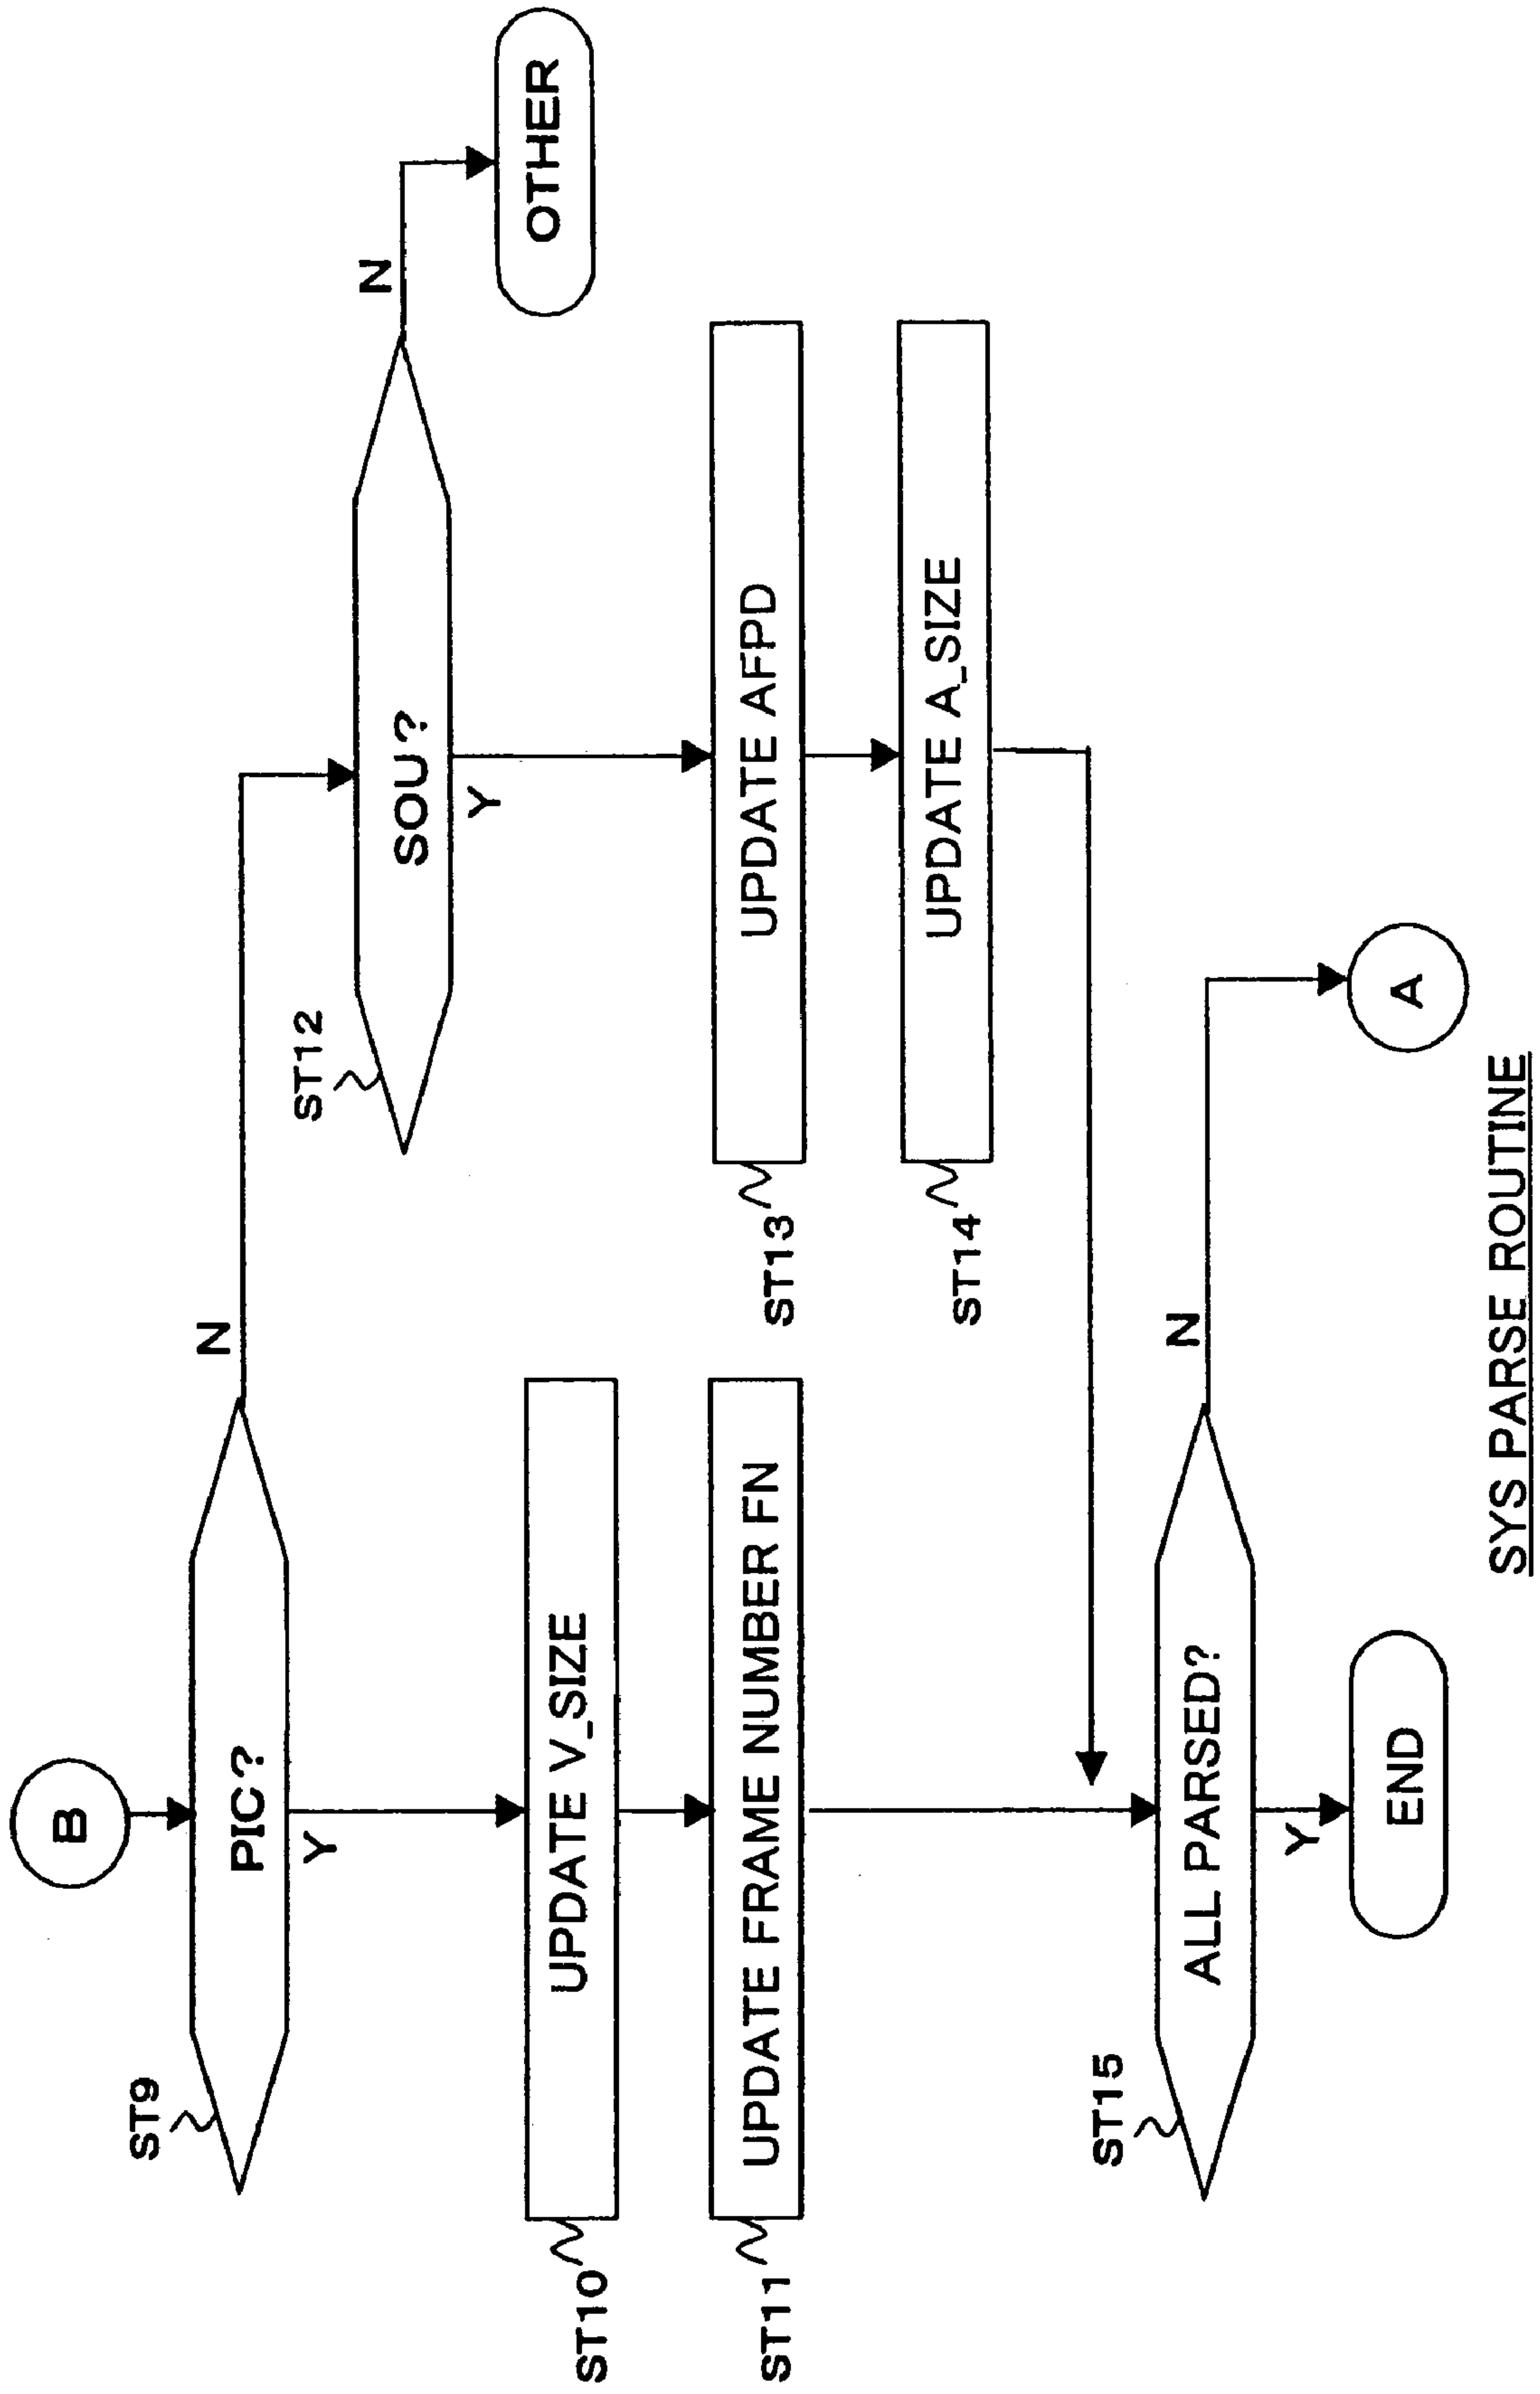 B
ST9
PIC?
N
Y
ST12
SOU?
N
Y
OTHER
ST10
UPDATE V_SIZE
ST11
UPDATE FRAME NUMBER FN
ST13
UPDATE AFPD
ST14
UPDATE A_SIZE
ST15
ALL PARSED?
N
Y
END
A
SYS PARSE ROUTINE